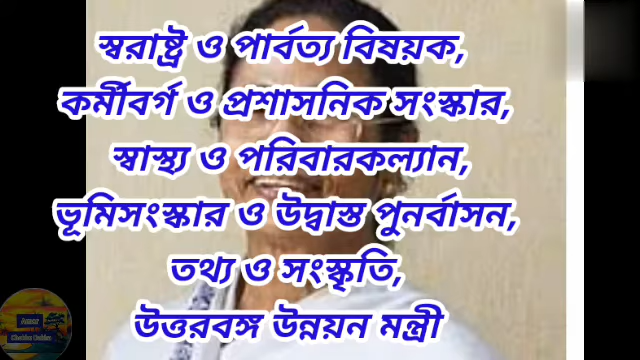 স্বরাষ্ট্র ও পার্বত্য বিষয়ক,
কর্মীবর্গ ও প্রশাসনিক সংস্কার,
স্বাস্থ্য ও পরিবারকল্যান,
ভূমিসংস্কার ও উদ্বাস্ত পুনর্বাসন,
তথ্য ও সংস্কৃতি,
উত্তরবঙ্গ উন্নয়ন মন্ত্রী